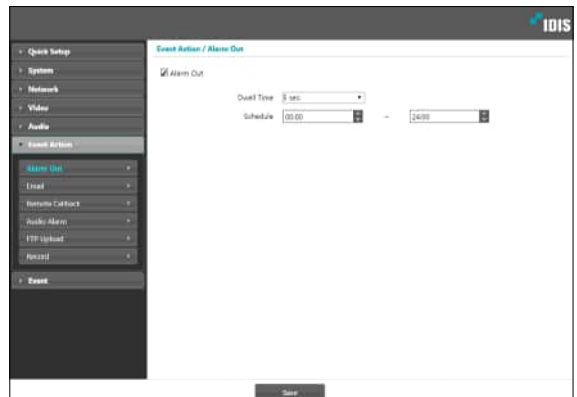 IDIS
Quick Setup
System
Network
Video
Audio
Event Action
Alarm Out
Email
Remote Callback
Audio Alarm
FTP Upload
Record
Event
Event Action / Alarm Out
Alarm Out
Dwell Time 5 sec.
Schedule 00:00 ~ 24:00
Save